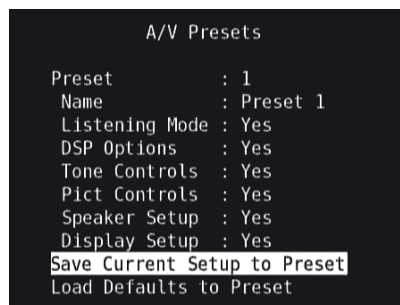 A/V Presets
Preset : 1
Name : Preset 1
Listening Mode : Yes
DSP Options : Yes
Tone Controls : Yes
Pict Controls : Yes
Speaker Setup : Yes
Display Setup : Yes
Save Current Setup to Preset
Load Defaults to Preset